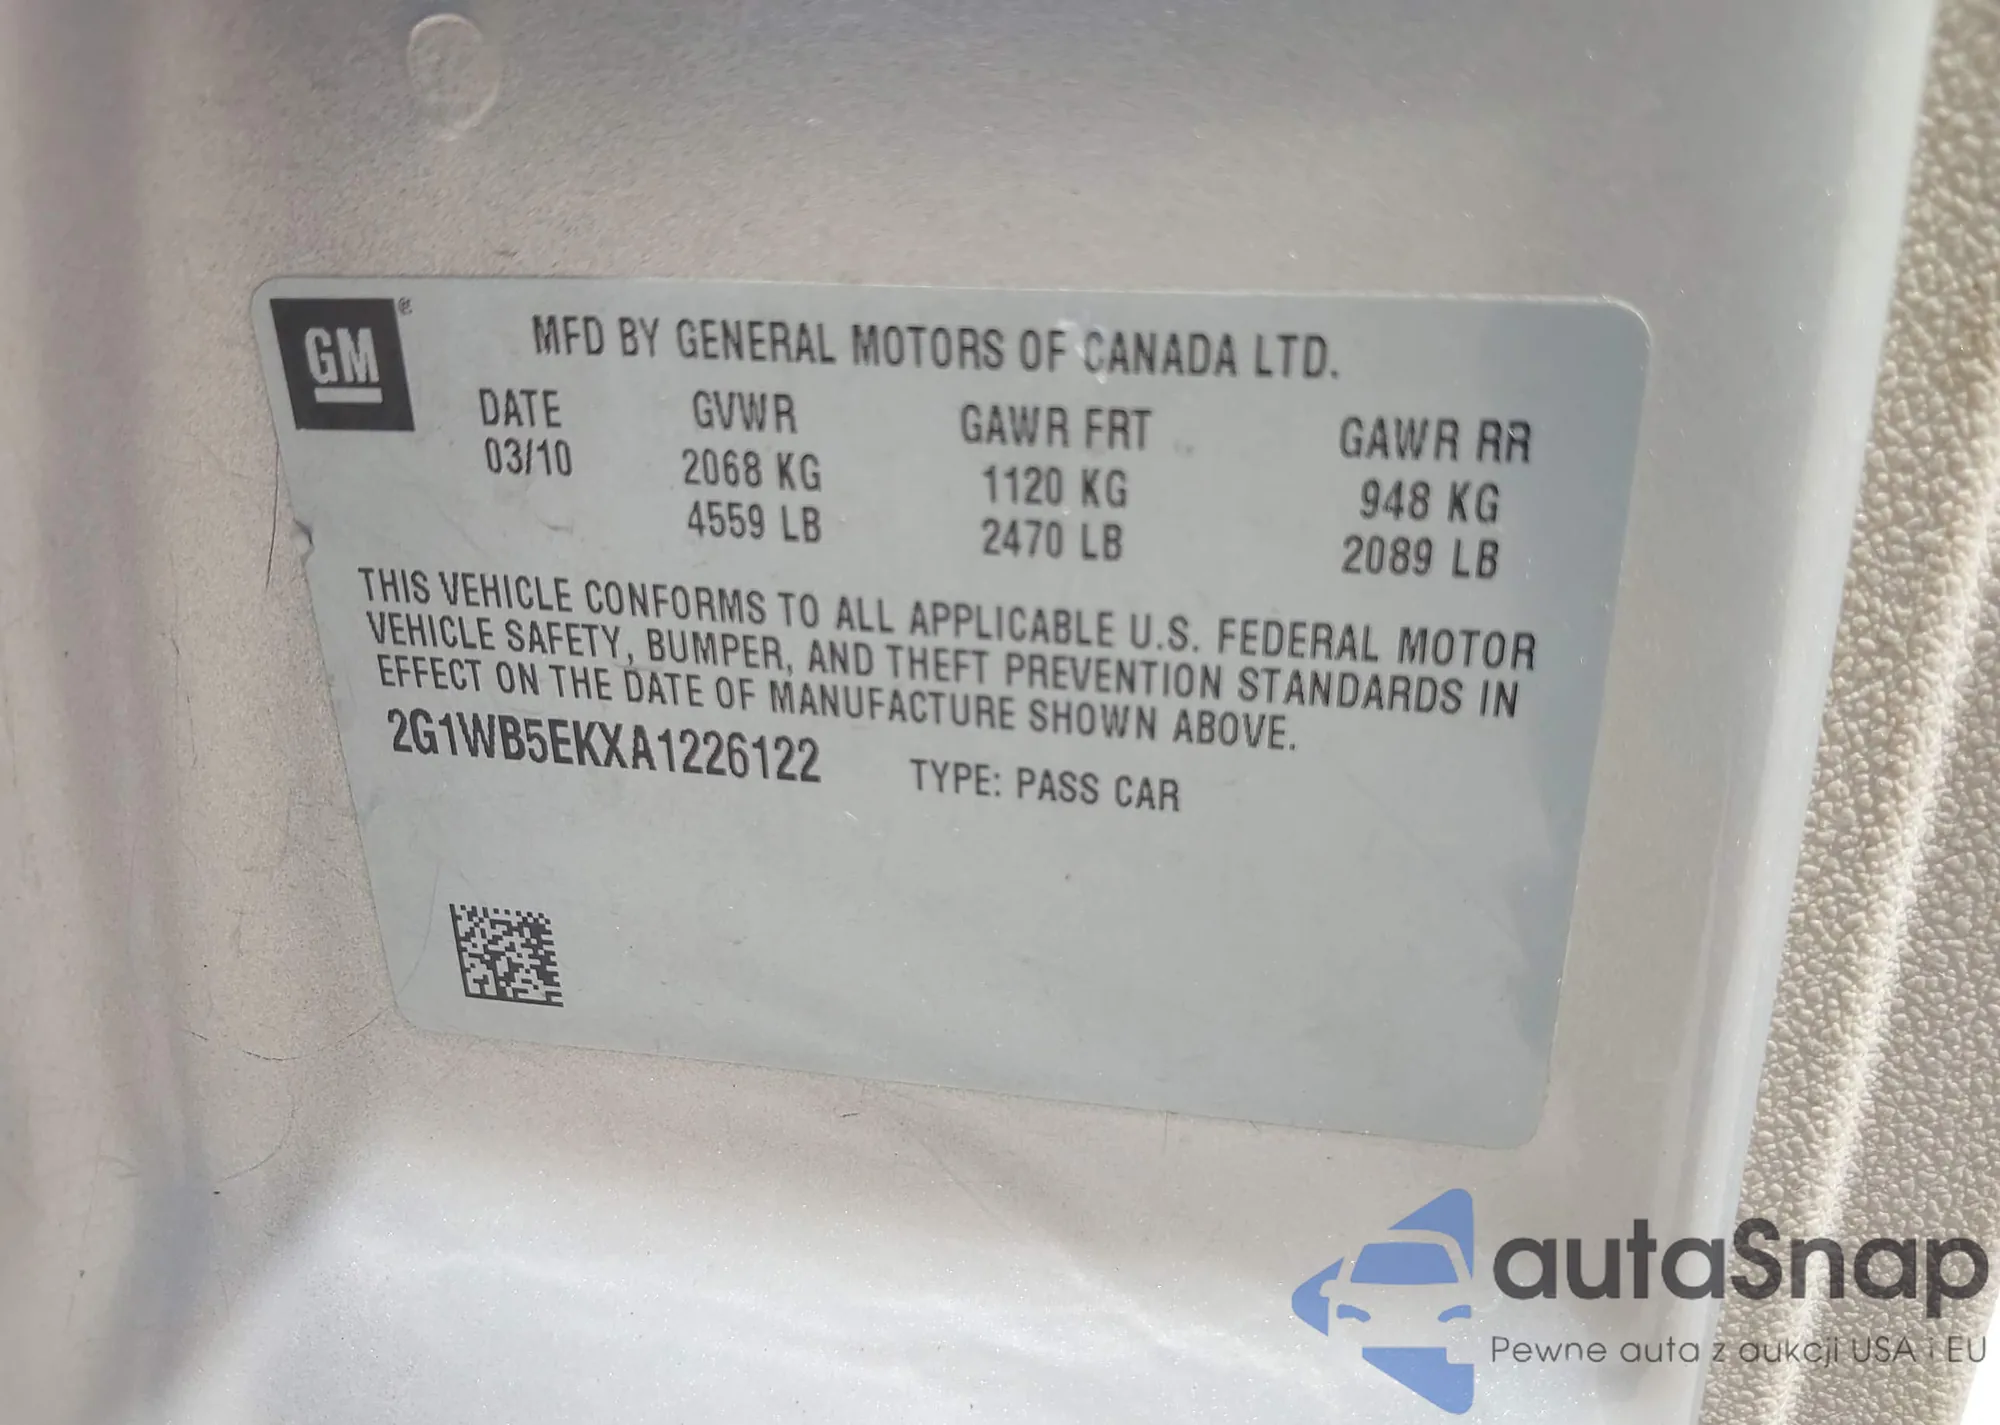 GM ®
MFD BY GENERAL MOTORS OF CANADA LTD.
DATE GVWR GAWR FRT GAWR RR
03/10 2068 KG 1120 KG 948 KG
4559 LB 2470 LB 2089 LB
THIS VEHICLE CONFORMS TO ALL APPLICABLE U.S. FEDERAL MOTOR
VEHICLE SAFETY, BUMPER, AND THEFT PREVENTION STANDARDS IN
EFFECT ON THE DATE OF MANUFACTURE SHOWN ABOVE.
2G1WB5EKXA1226122 TYPE: PASS CAR
autaSnap
Pewne auta z aukcji USA i EU